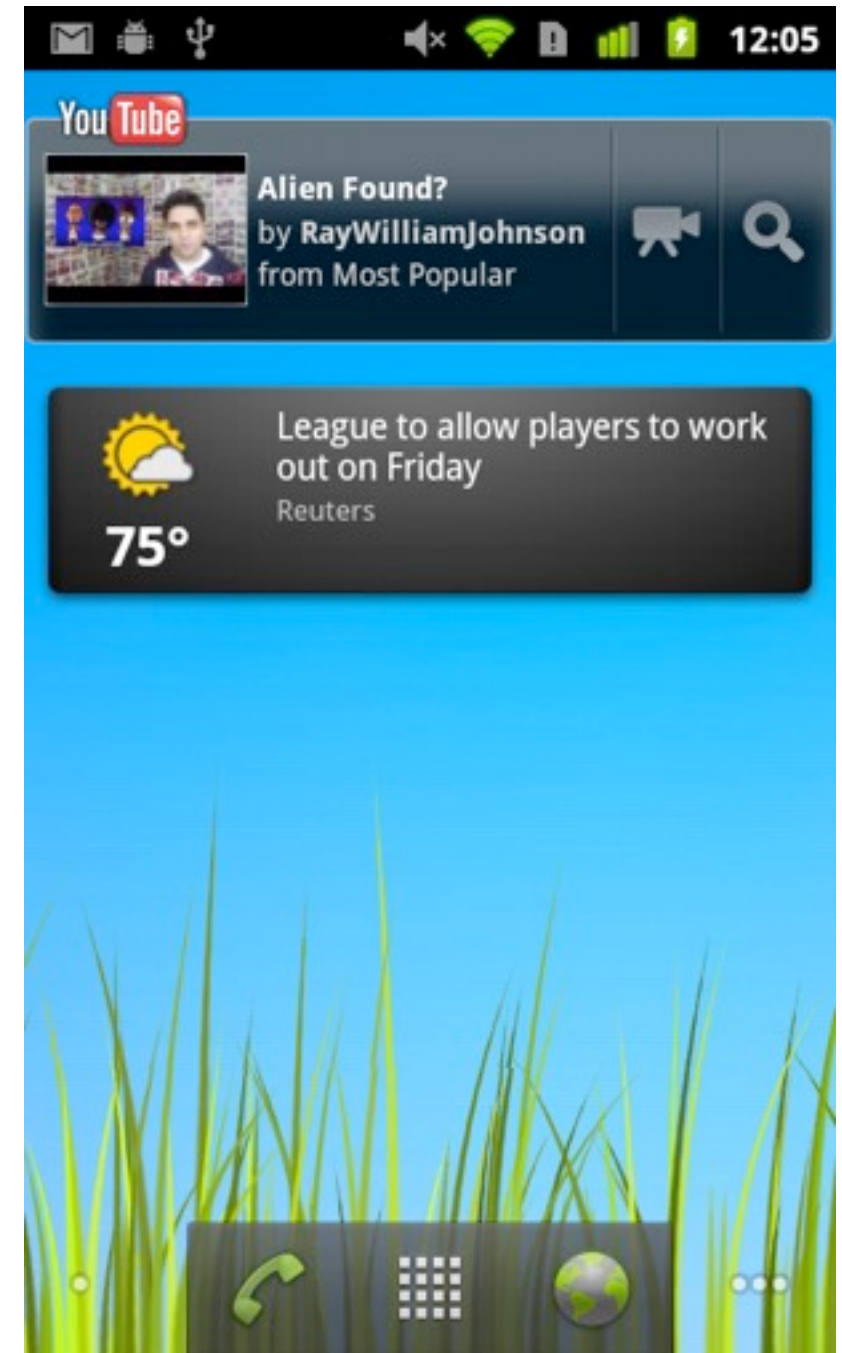 12:05
YouTube
Alien Found?
by RayWilliamJohnson
from Most Popular
League to allow players to work
out on Friday
Reuters
75°